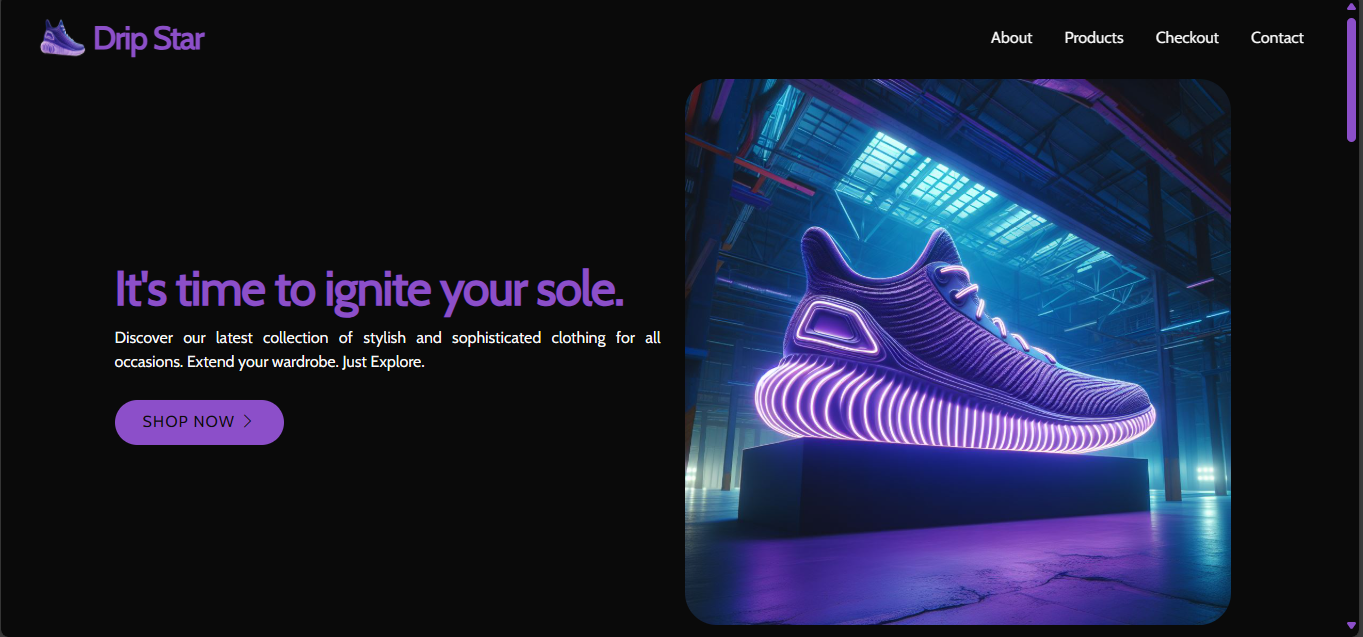 Drip Star
About Products Checkout Contact
It's time to ignite your sole.
Discover our latest collection of stylish and sophisticated clothing for all
occasions. Extend your wardrobe. Just Explore.
SHOP NOW